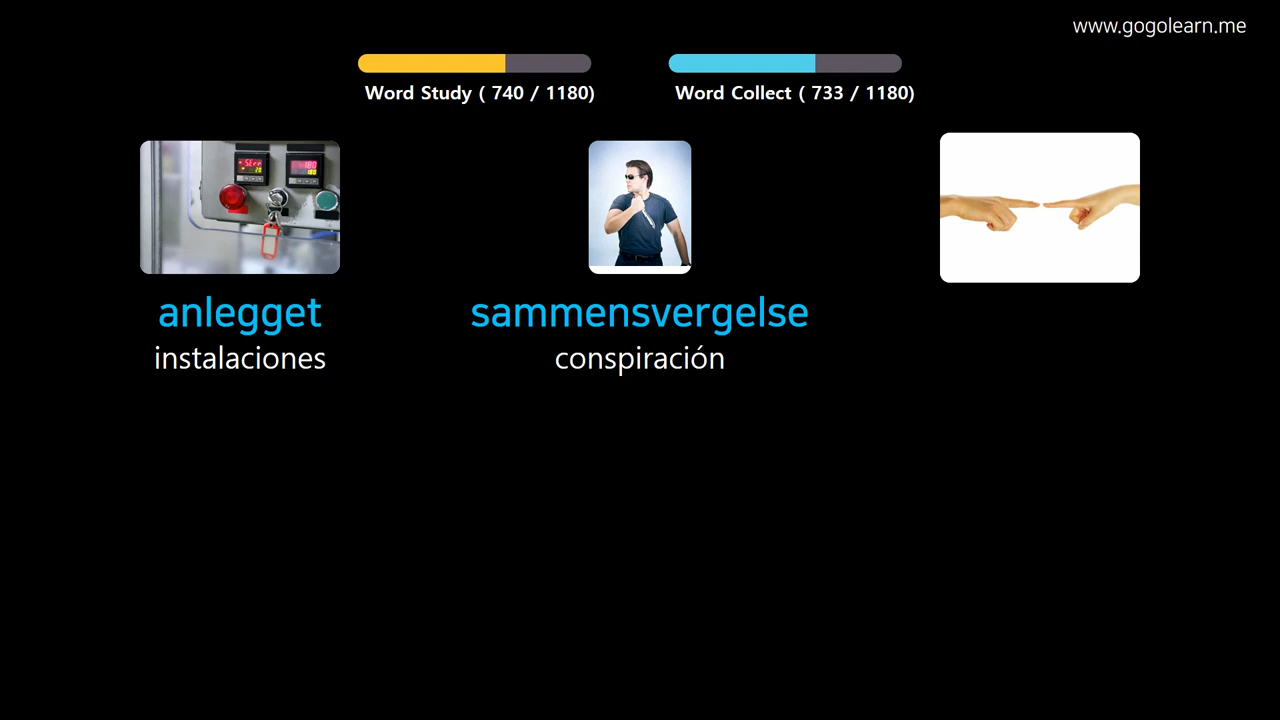 www.gogolearn.me
Word Study ( 740 / 1180)
Word Collect ( 733 / 1180)
anlegget
instalaciones
sammensvergelse
conspiración